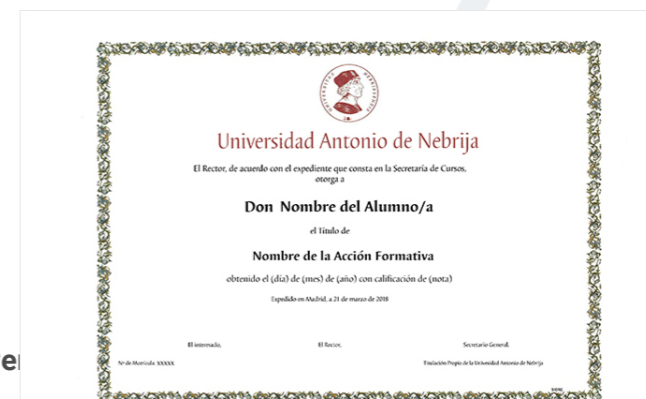 Universidad Antonio de Nebrija
El Rector, de acuerdo con el expediente que consta en la Secretaría de Cursos,
otorga a
Don Nombre del Alumno/a
el Título de
Nombre de la Acción Formativa
obtenido el (día) de (mes) de (año) con calificación de (nota)
Expedido en Madrid, a 21 de marzo de 2018
El interesado, El Rector, Secretario General,
Nº de Matrícula: XXXXX Titulación Propia de la Universidad Antonio de Nebrija